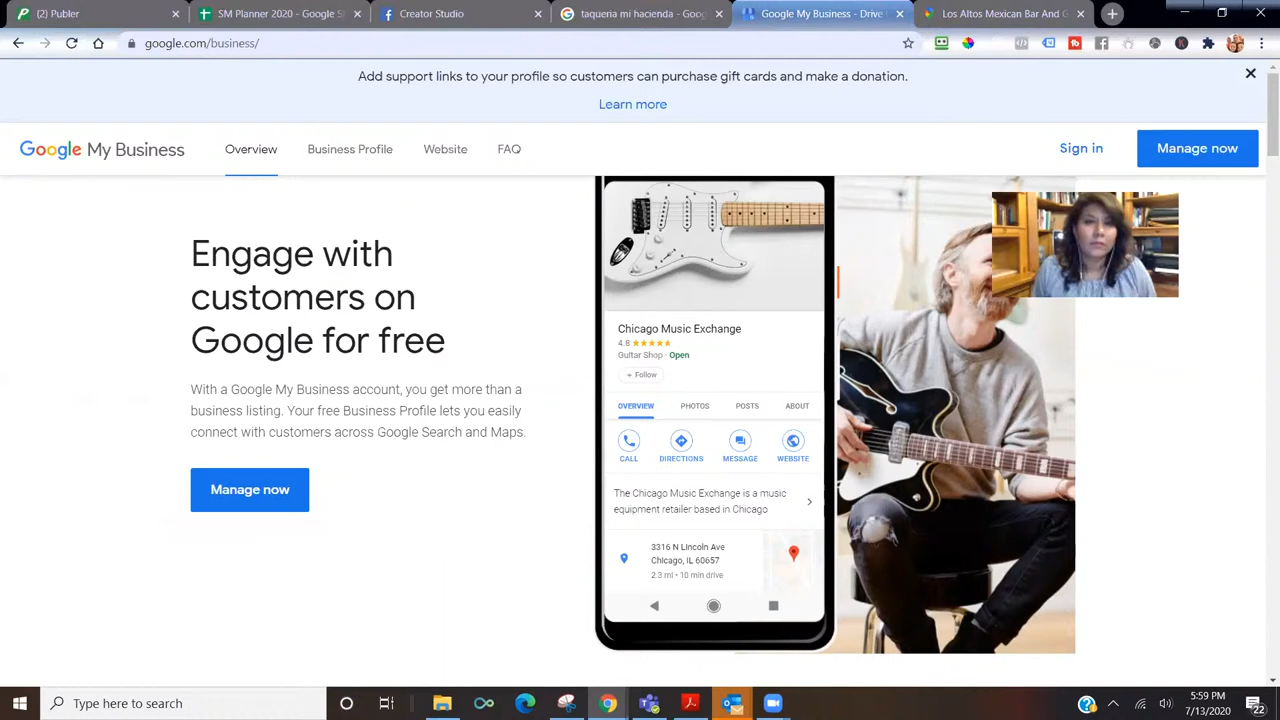 (2) Publer
SM Planner 2020 - Google S
Creator Studio
taqueria mi hacienda - Goog
Google My Business - Drive
Los Altos Mexican Bar And G
google.com/business/
Add support links to your profile so customers can purchase gift cards and make a donation.
Learn more
Google My Business
Overview
Business Profile
Website
FAQ
Sign in
Manage now
Engage with
customers on
Google for free
With a Google My Business account, you get more than a
business listing. Your free Business Profile lets you easily
connect with customers across Google Search and Maps.
Manage now
Chicago Music Exchange
4.8
Guitar Shop · Open
+ Follow
OVERVIEW
PHOTOS
POSTS
ABOUT
CALL
DIRECTIONS
MESSAGE
WEBSITE
The Chicago Music Exchange is a music
equipment retailer based in Chicago
3316 N Lincoln Ave
Chicago, IL 60657
2.3 mi • 10 min drive
Type here to search
5:59 PM
7/13/2020
22